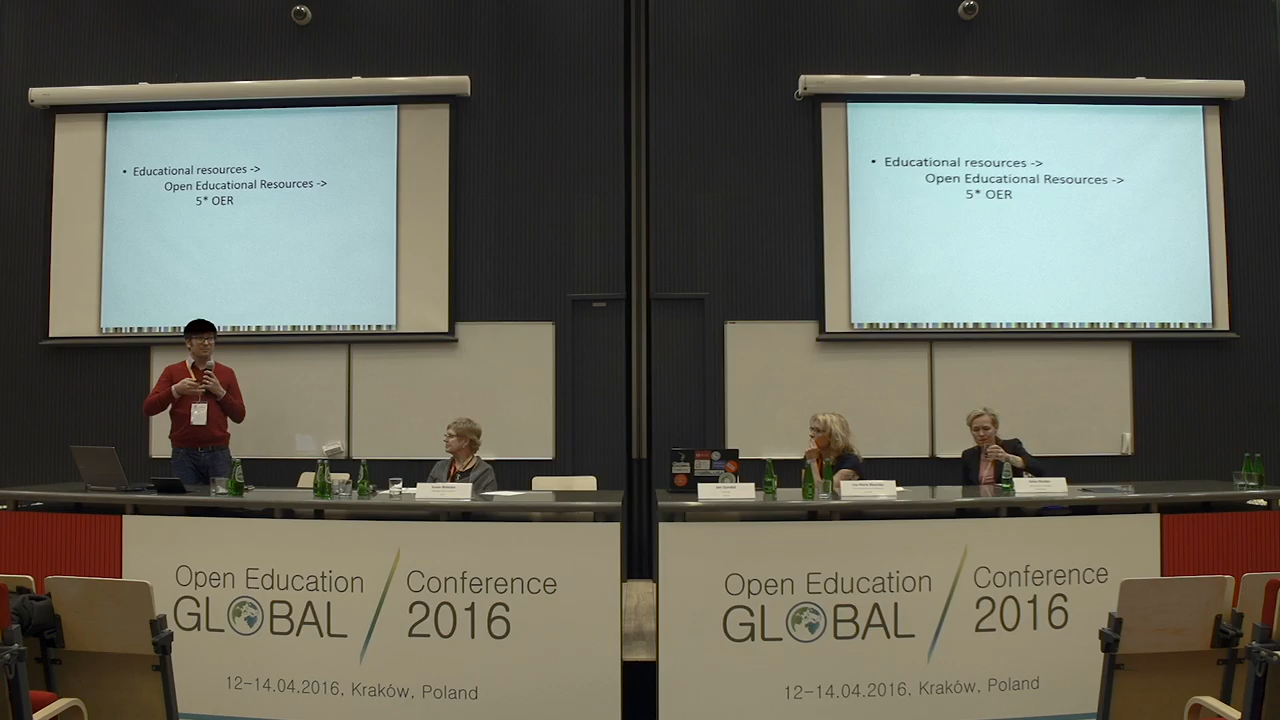 • Educational resources ->
Open Educational Resources ->
5* OER
• Educational resources ->
Open Educational Resources ->
5* OER
Open Education
GLOBAL
Conference
2016
12-14.04.2016, Kraków, Poland
Open Education
GLOBAL
Conference
2016
12-14.04.2016, Kraków, Poland